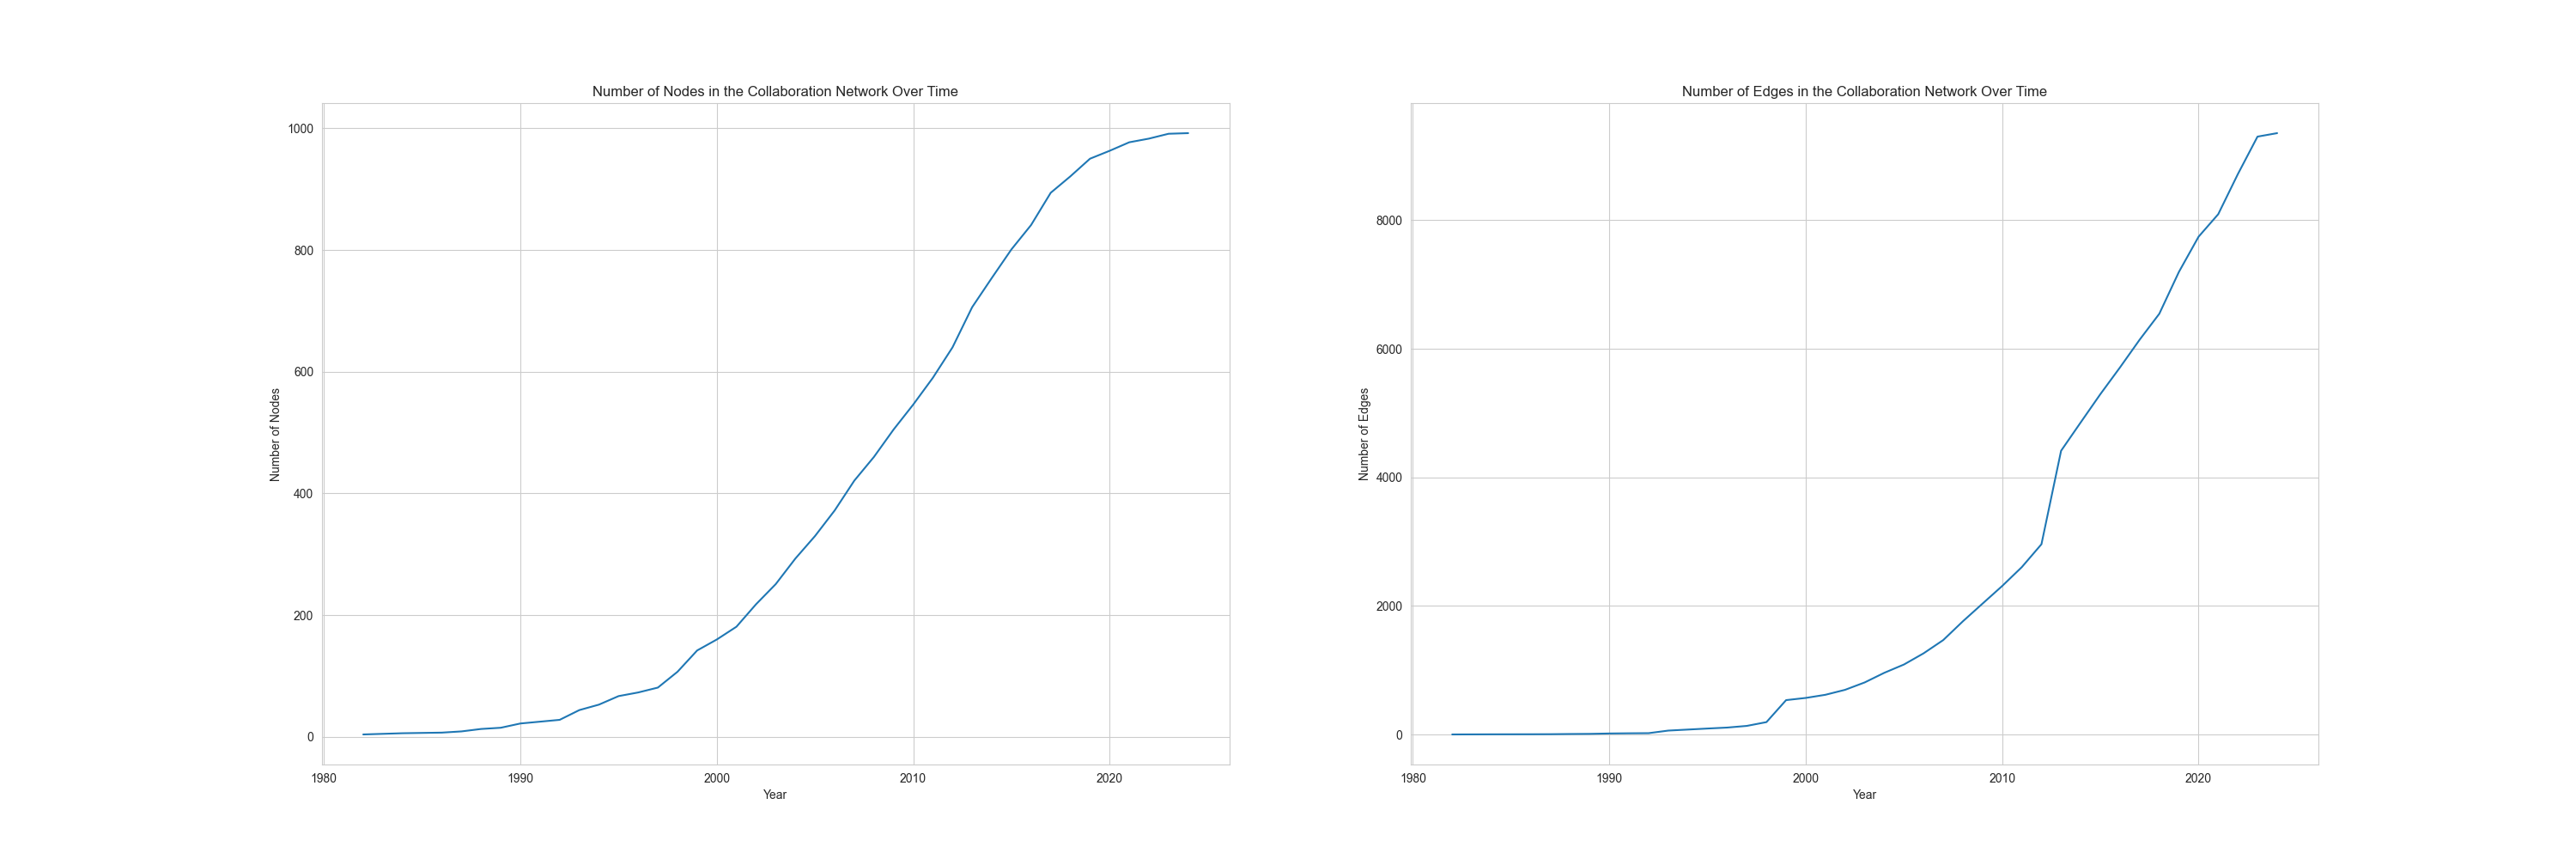 Number of Nodes in the Collaboration Network Over Time
1000
800
600
400
200
0
Number of Nodes
1980 1990 2000 2010 2020
Year
Number of Edges in the Collaboration Network Over Time
8000
6000
4000
2000
0
Number of Edges
1980 1990 2000 2010 2020
Year